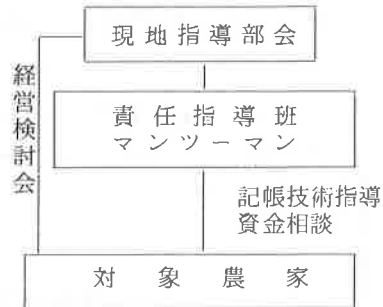 現地指導部会
経営検討会
責任指導班
マンツーマン
記帳技術指導
資金相談
対象農家